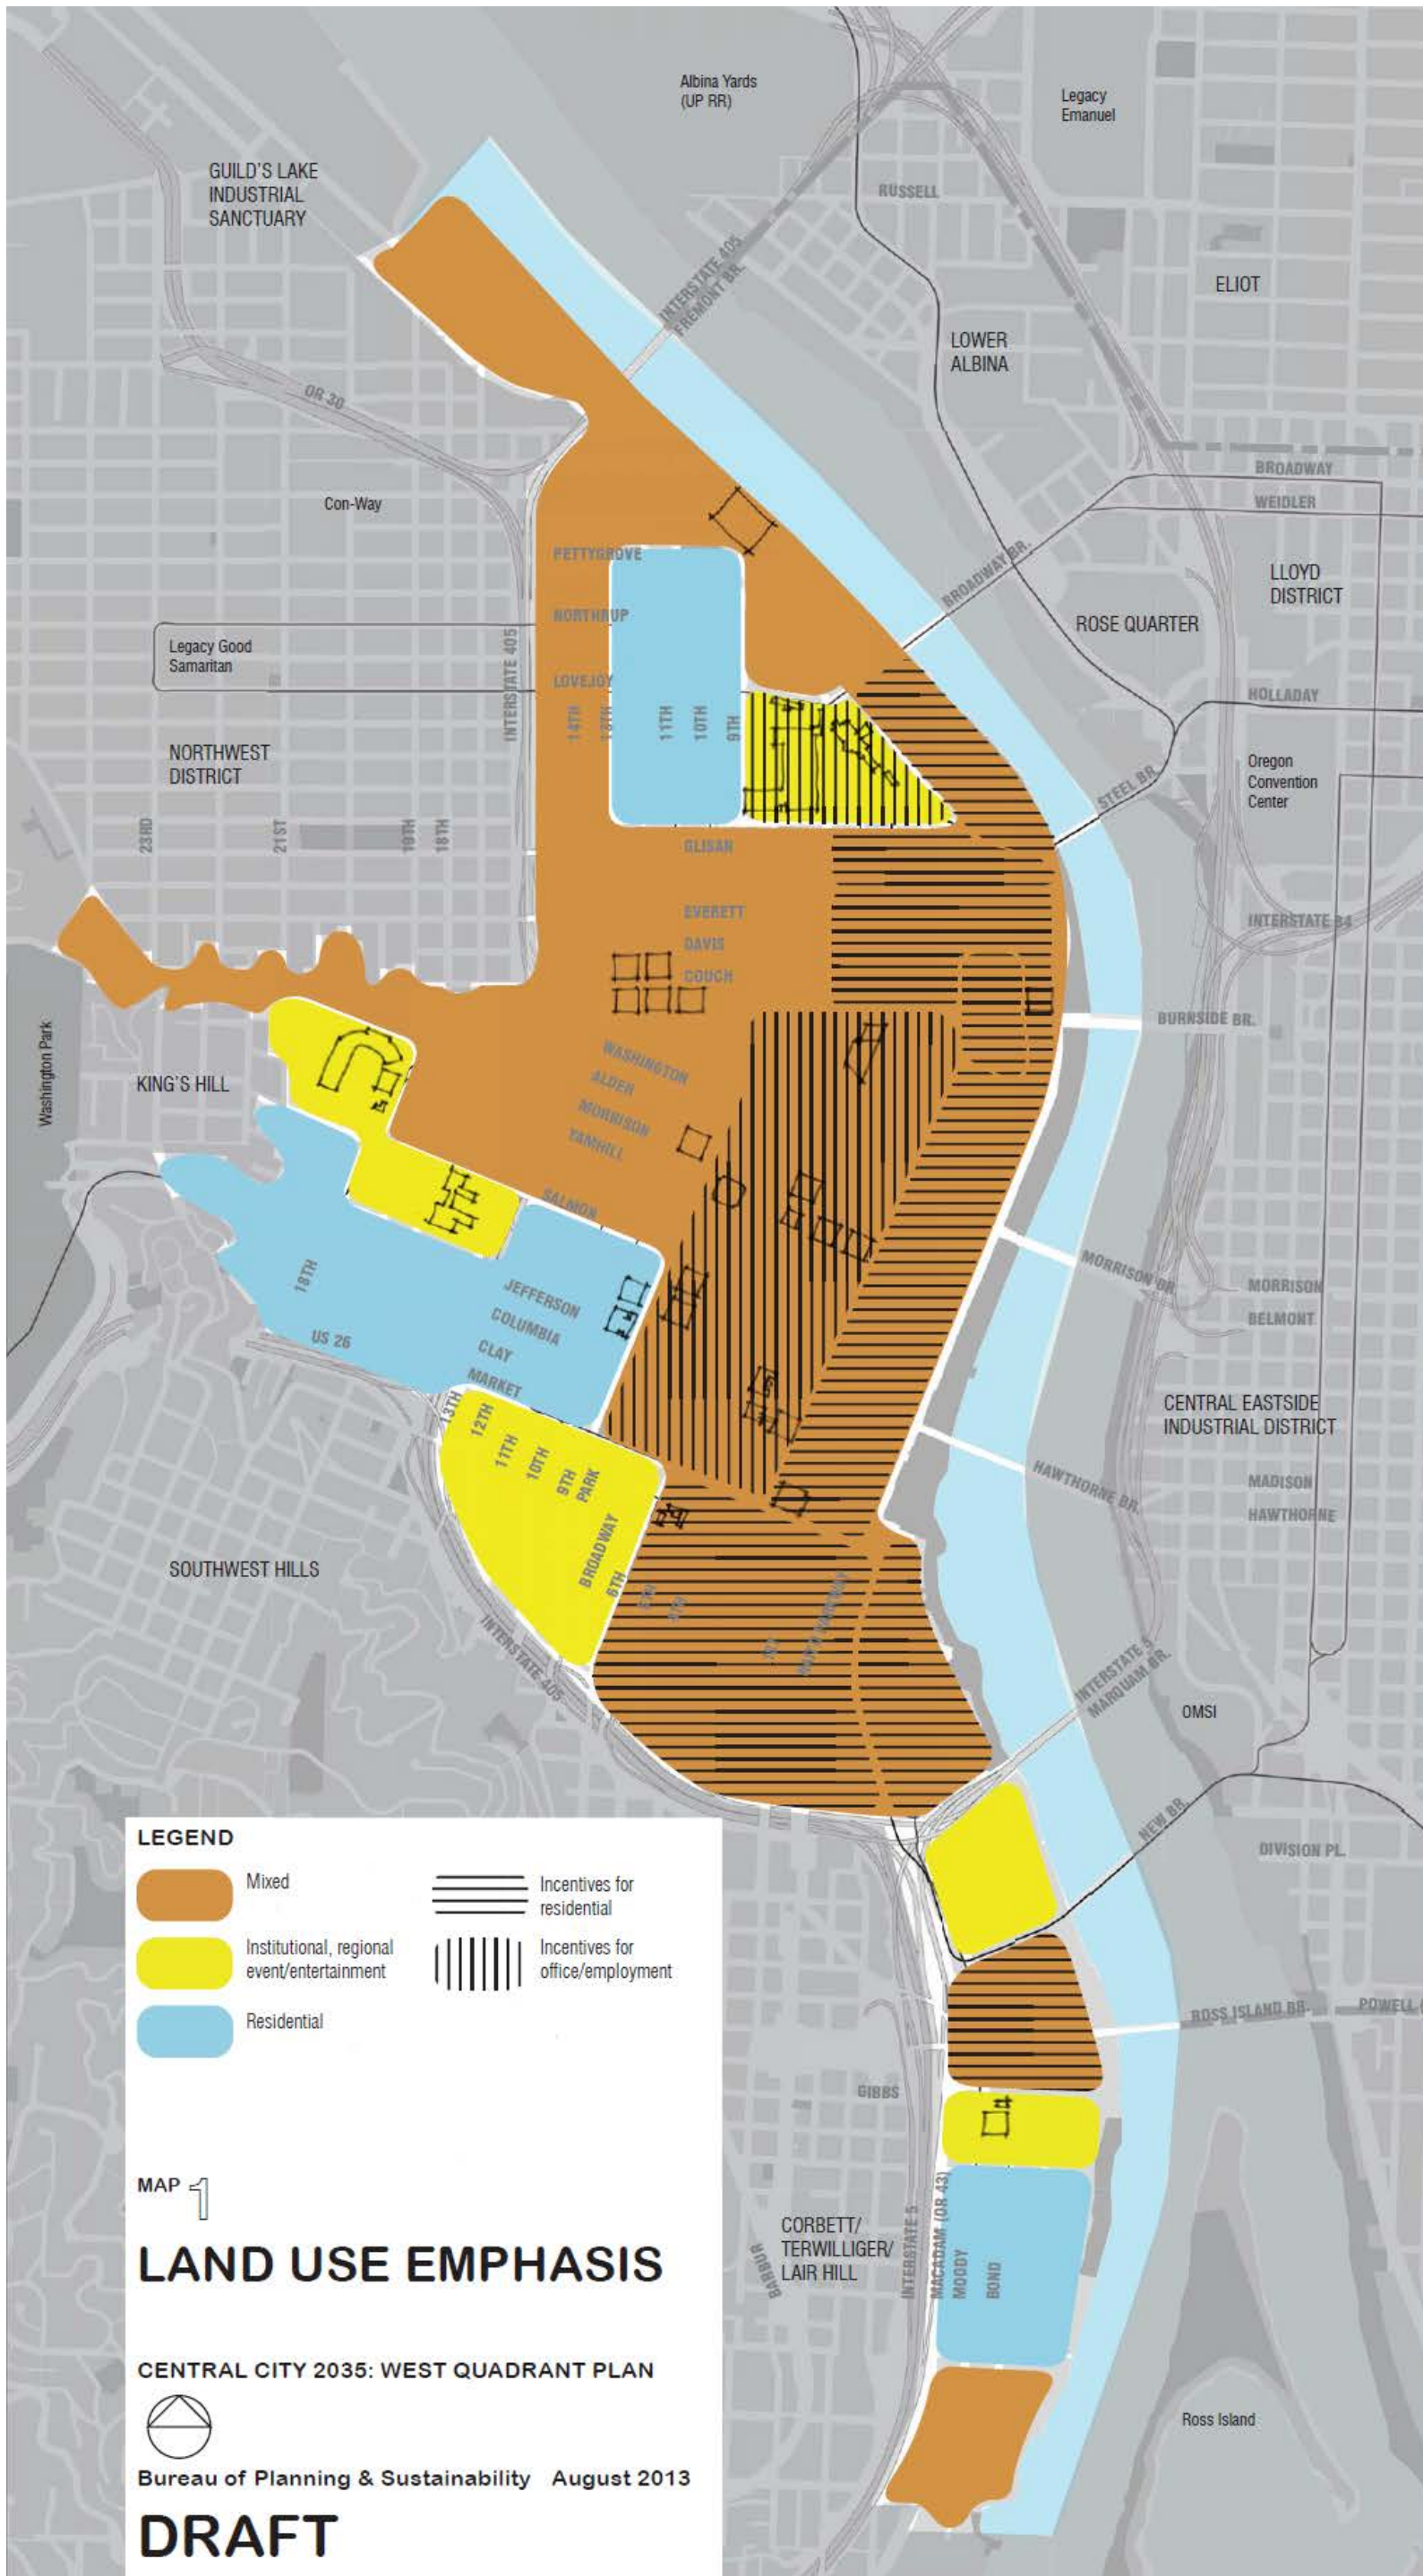 Albina Yards
(UP RR)
Legacy
Emanuel
GUILD'S LAKE
INDUSTRIAL
SANCTUARY
RUSSELL
INTERSTATE 405
FREMONT BR.
ELIOT
LOWER
ALBINA
OR 30
BROADWAY
WEIDLER
Con-Way
PETTYGROVE
BROADWAY BR.
LLOYD
DISTRICT
NORTHRUP
ROSE QUARTER
Legacy Good
Samaritan
INTERSTATE 405
LOVEJOY
HOLLADAY
14TH
13TH
11TH
10TH
9TH
NORTHWEST
DISTRICT
Oregon
Convention
Center
STEEL BR.
23RD
21ST
19TH
18TH
GLISAN
EVERETT
INTERSTATE 84
DAVIS
COUCH
BURNSIDE BR.
Washington Park
KING'S HILL
WASHINGTON
ALDER
MORRISON
YAMHILL
SALMON
MORRISON BR.
MORRISON
BELMONT
18TH
JEFFERSON
COLUMBIA
US 26
CLAY
MARKET
CENTRAL EASTSIDE
INDUSTRIAL DISTRICT
13TH
12TH
11TH
10TH
9TH
PARK
HAWTHORNE BR.
MADISON
HAWTHORNE
SOUTHWEST HILLS
BROADWAY
6TH
5TH
4TH
1ST
NAITO PARKWAY
INTERSTATE 405
INTERSTATE 5
MARQUAM BR.
OMSI
NEW BR.
DIVISION PL.
LEGEND
Mixed
Incentives for
residential
Institutional, regional
event/entertainment
Incentives for
office/employment
Residential
ROSS ISLAND BR.
POWELL
GIBBS
MAP 1
LAND USE EMPHASIS
CORBETT/
TERWILLIGER/
LAIR HILL
BARBUR
INTERSTATE 5
MACADAM (OR 43)
MOODY
BOND
CENTRAL CITY 2035: WEST QUADRANT PLAN
Ross Island
Bureau of Planning & Sustainability August 2013
DRAFT